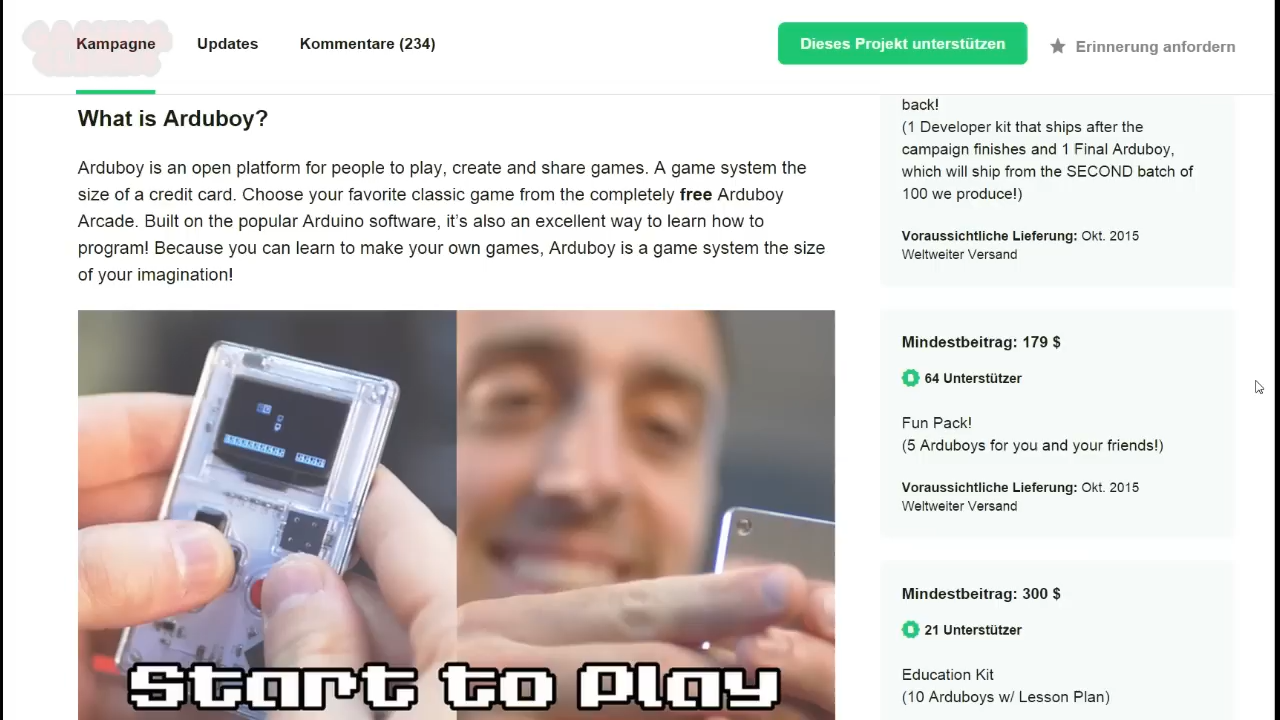 Kampagne
Updates
Kommentare (234)
Dieses Projekt unterstützen
Erinnerung anfordern
What is Arduboy?
Arduboy is an open platform for people to play, create and share games. A game system the
size of a credit card. Choose your favorite classic game from the completely free Arduboy
Arcade. Built on the popular Arduino software, it’s also an excellent way to learn how to
program! Because you can learn to make your own games, Arduboy is a game system the size
of your imagination!
Start to Play
back!
(1 Developer kit that ships after the
campaign finishes and 1 Final Arduboy,
which will ship from the SECOND batch of
100 we produce!)
Voraussichtliche Lieferung: Okt. 2015
Weltweiter Versand
Mindestbeitrag: 179 $
64 Unterstützer
Fun Pack!
(5 Arduboys for you and your friends!)
Voraussichtliche Lieferung: Okt. 2015
Weltweiter Versand
Mindestbeitrag: 300 $
21 Unterstützer
Education Kit
(10 Arduboys w/ Lesson Plan)